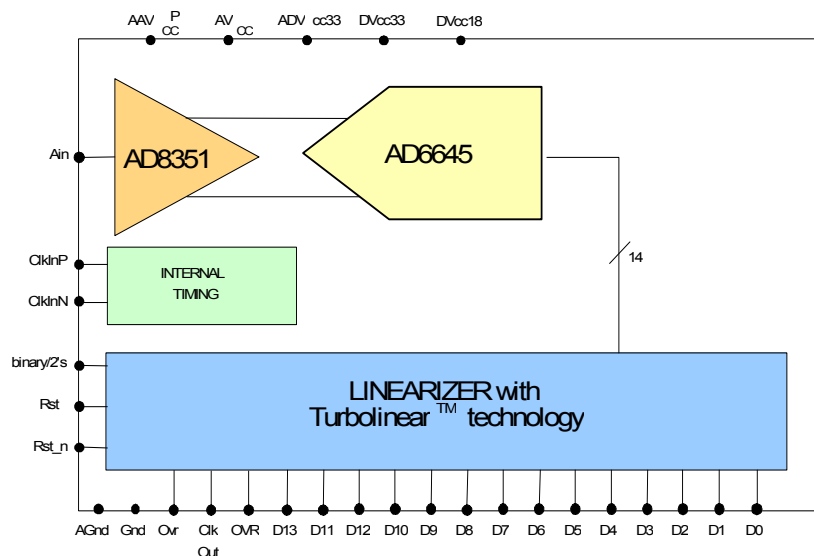 AAV P CC
AV CC
ADV cc33
DVcc33
DVcc18
Ain
AD8351
AD6645
14
ClkInP
ClkInN
INTERNAL
TIMING
binary/2's
Rst
Rst_n
LINEARIZER with
Turbolinear TM technology
AGnd Gnd Ovr Clk OVR D13 D11 D12 D10 D9 D8 D7 D6 D5 D4 D3 D2 D1 D0
Out